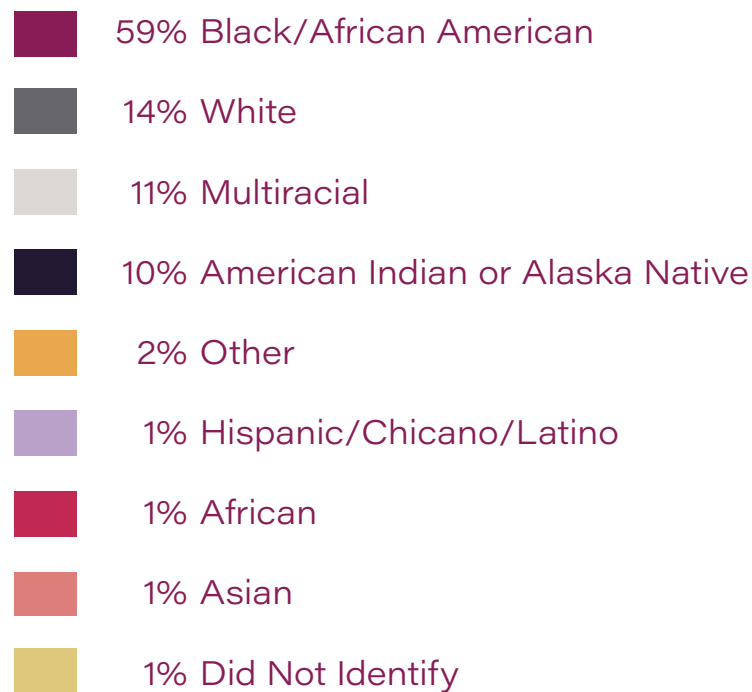 59% Black/African American
14% White
11% Multiracial
10% American Indian or Alaska Native
2% Other
1% Hispanic/Chicano/Latino
1% African
1% Asian
1% Did Not Identify